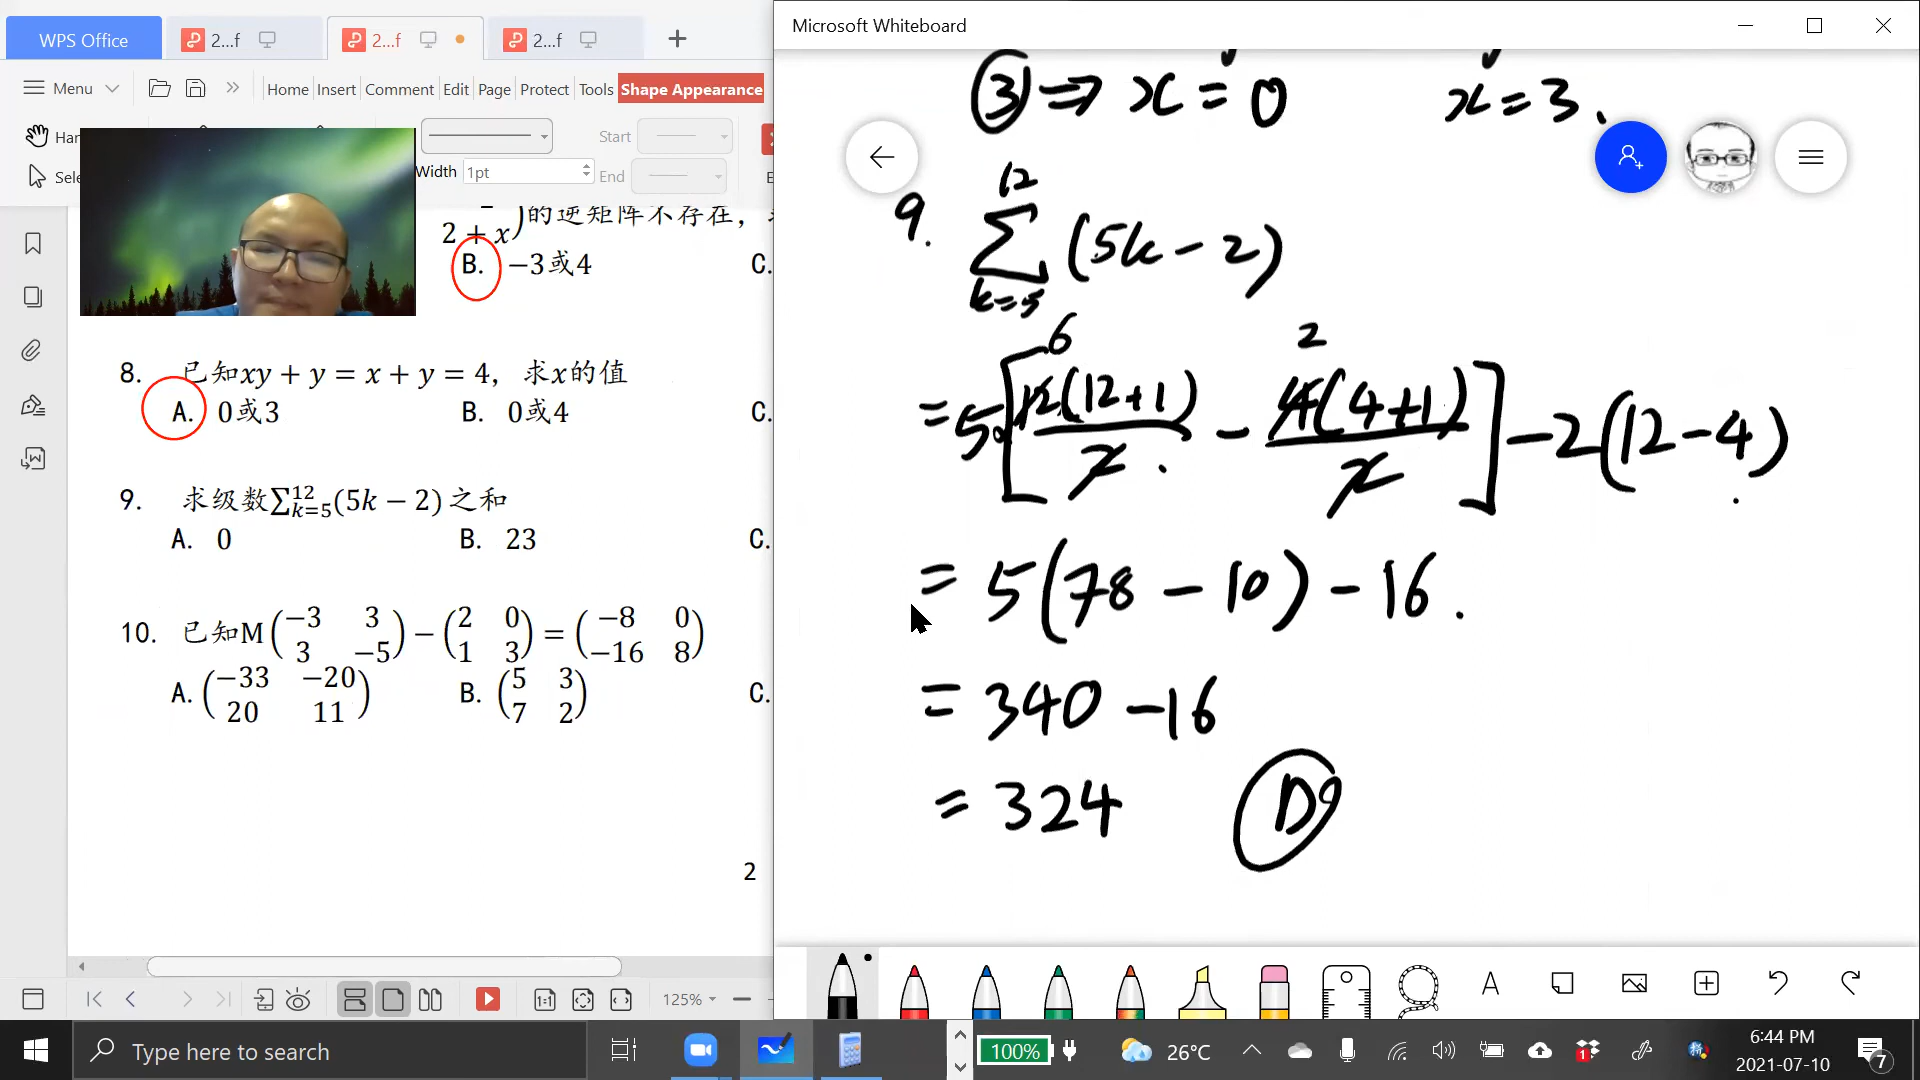 WPS Office
2...f
2...f
2...f
Microsoft Whiteboard
Menu
Home Insert Comment Edit Page Protect Tools Shape Appearance
Start
Width 1pt
End
2 + x)的逆矩阵不存在，
B. −3或4
C.
8. 已知xy + y = x + y = 4，求x的值
A. 0或3 B. 0或4 C.
9. 求级数∑_{k=5}^{12}(5k − 2)之和
A. 0 B. 23 C.
10. 已知M(−3 3 3 −5) − (2 0 1 3) = (−8 0 −16 8)
A. (−33 −20 20 11) B. (5 3 7 2) C.
2
125%
③ ⇒ x = 0 x = 3.
9. ∑_{k=5}^{12} (5k − 2)
= 5[12(12+1)/2 − 4(4+1)/2] − 2(12−4)
6 2
= 5(78 − 10) − 16.
= 340 − 16
= 324 D
Type here to search
100%
26°C
6:44 PM
2021-07-10
7